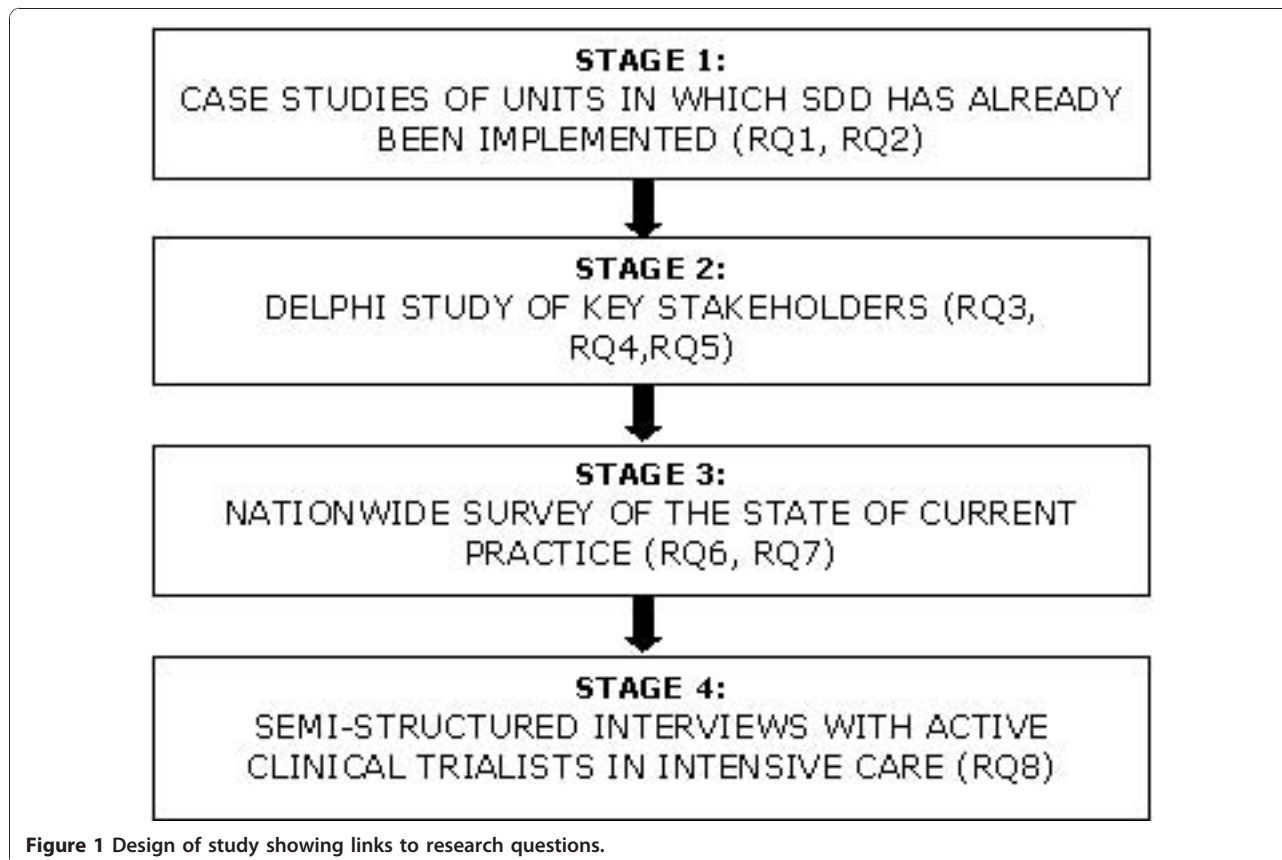 STAGE 1:
CASE STUDIES OF UNITS IN WHICH SDD HAS ALREADY
BEEN IMPLEMENTED (RQ1, RQ2)
STAGE 2:
DELPHI STUDY OF KEY STAKEHOLDERS (RQ3,
RQ4,RQ5)
STAGE 3:
NATIONWIDE SURVEY OF THE STATE OF CURRENT
PRACTICE (RQ6, RQ7)
STAGE 4:
SEMI-STRUCTURED INTERVIEWS WITH ACTIVE
CLINICAL TRIALISTS IN INTENSIVE CARE (RQ8)
Figure 1 Design of study showing links to research questions.